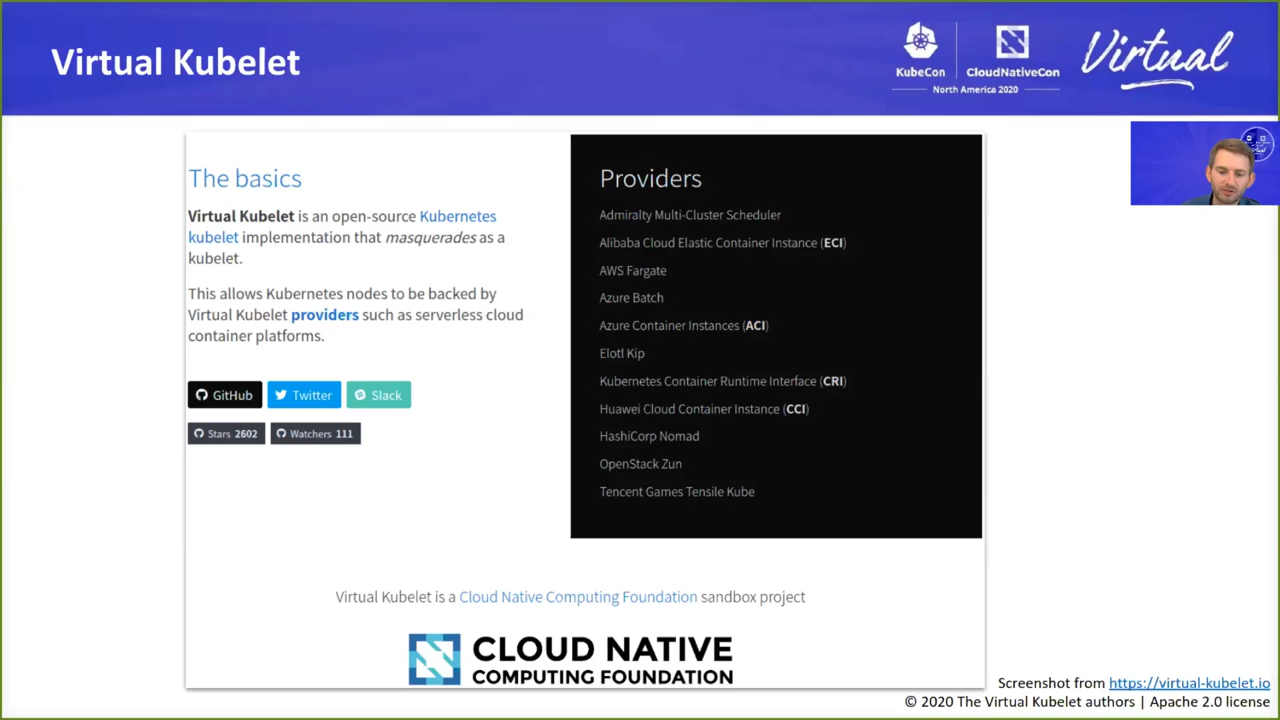 Virtual Kubelet
KubeCon
CloudNativeCon
North America 2020
Virtual
The basics
Virtual Kubelet is an open-source Kubernetes
kubelet implementation that masquerades as a
kubelet.
This allows Kubernetes nodes to be backed by
Virtual Kubelet providers such as serverless cloud
container platforms.
GitHub
Twitter
Slack
Stars 2602
Watchers 111
Providers
Admiralty Multi-Cluster Scheduler
Alibaba Cloud Elastic Container Instance (ECI)
AWS Fargate
Azure Batch
Azure Container Instances (ACI)
Elotl Kip
Kubernetes Container Runtime Interface (CRI)
Huawei Cloud Container Instance (CCI)
HashiCorp Nomad
OpenStack Zun
Tencent Games Tensile Kube
Virtual Kubelet is a Cloud Native Computing Foundation sandbox project
CLOUD NATIVE
COMPUTING FOUNDATION
Screenshot from https://virtual-kubelet.io
© 2020 The Virtual Kubelet authors | Apache 2.0 license